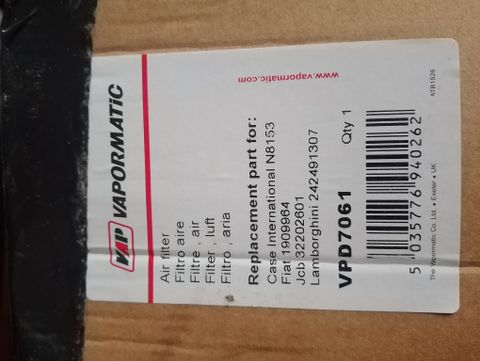 VAP VAPORMATIC
www.vapormatic.com
Air filter
Filtro aire
Filtre , air
Filter , luft
Filtro , aria
Replacement part for:
Case International N8153
Fiat 1909964
Jcb 32202601
Lamborghini 242491307
VPD7061
Qty 1
5 035776 940262
The Vapormatic Co. Ltd. • Exeter • UK
ATB1526